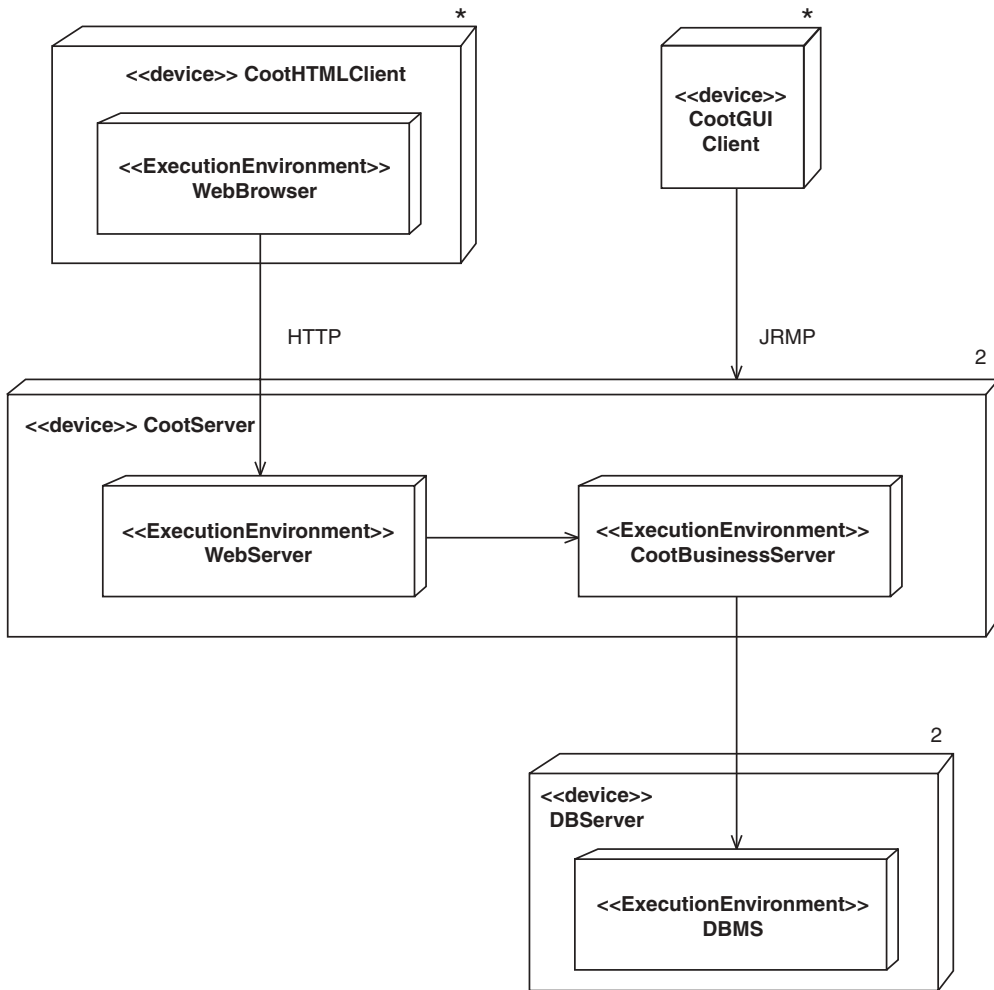 *
<<device>> CootHTMLClient
<<ExecutionEnvironment>>
WebBrowser
*
<<device>>
CootGUI
Client
HTTP
JRMP
2
<<device>> CootServer
<<ExecutionEnvironment>>
WebServer
<<ExecutionEnvironment>>
CootBusinessServer
2
<<device>>
DBServer
<<ExecutionEnvironment>>
DBMS